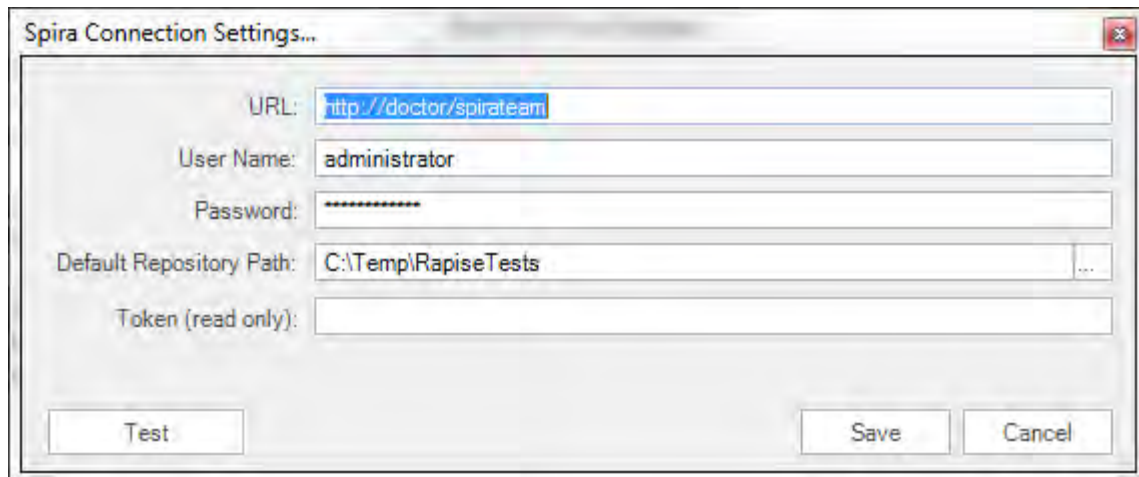 Spira Connection Settings...
URL: http://doctor/spirateam
User Name: administrator
Password: *************
Default Repository Path: C:\Temp\RapiseTests ...
Token (read only):
Test Save Cancel